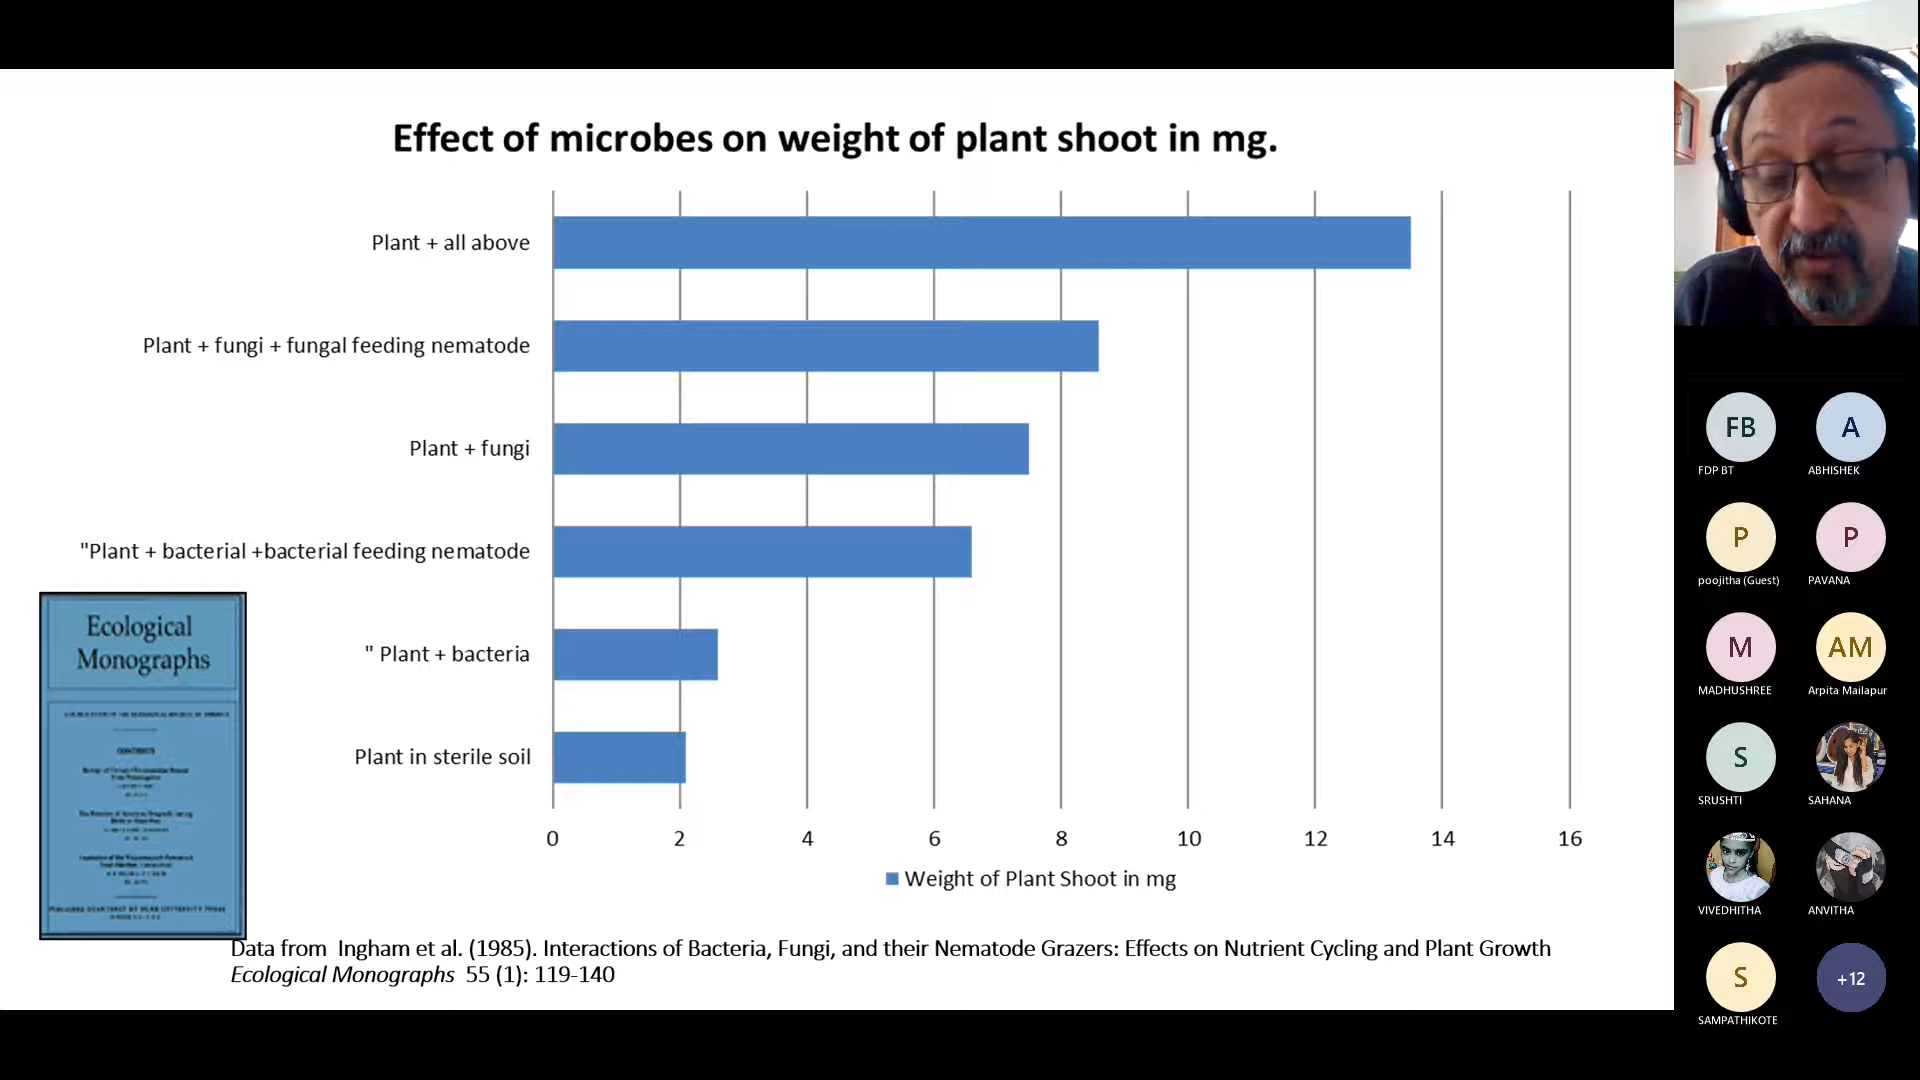 Effect of microbes on weight of plant shoot in mg.
Plant + all above
Plant + fungi + fungal feeding nematode
Plant + fungi
"Plant + bacterial +bacterial feeding nematode
" Plant + bacteria
Plant in sterile soil
0 2 4 6 8 10 12 14 16
Weight of Plant Shoot in mg
Ecological
Monographs
CONTENTS
Data from Ingham et al. (1985). Interactions of Bacteria, Fungi, and their Nematode Grazers: Effects on Nutrient Cycling and Plant Growth
Ecological Monographs 55 (1): 119-140
FB
FDP BT
A
ABHISHEK
P
poojitha (Guest)
P
PAVANA
M
MADHUSHREE
AM
Arpita Mailapur
S
SRUSHTI
SAHANA
VIVEDHITHA
ANVITHA
S
SAMPATHIKOTE
+12